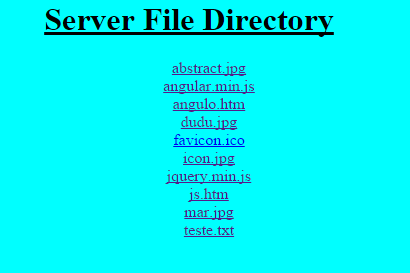 Server File Directory
abstract.jpg
angular.min.js
angulo.htm
dudu.jpg
favicon.ico
icon.jpg
jquery.min.js
js.htm
mar.jpg
teste.txt